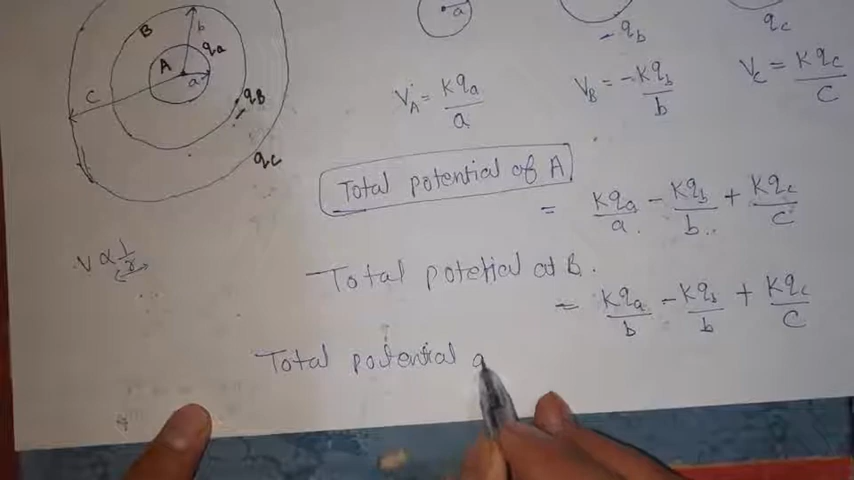 b
B
qa
A
a
C
qB
-
qc
V ∝ 1/r
a
- qb
qc
VA = Kqa/a
VB = -Kqb/b
VC = Kqc/C
Total potential of A
= Kqa/a - Kqb/b + Kqc/C
Total potetial at B.
= Kqa/b - Kqb/b + Kqc/C
Total potential a